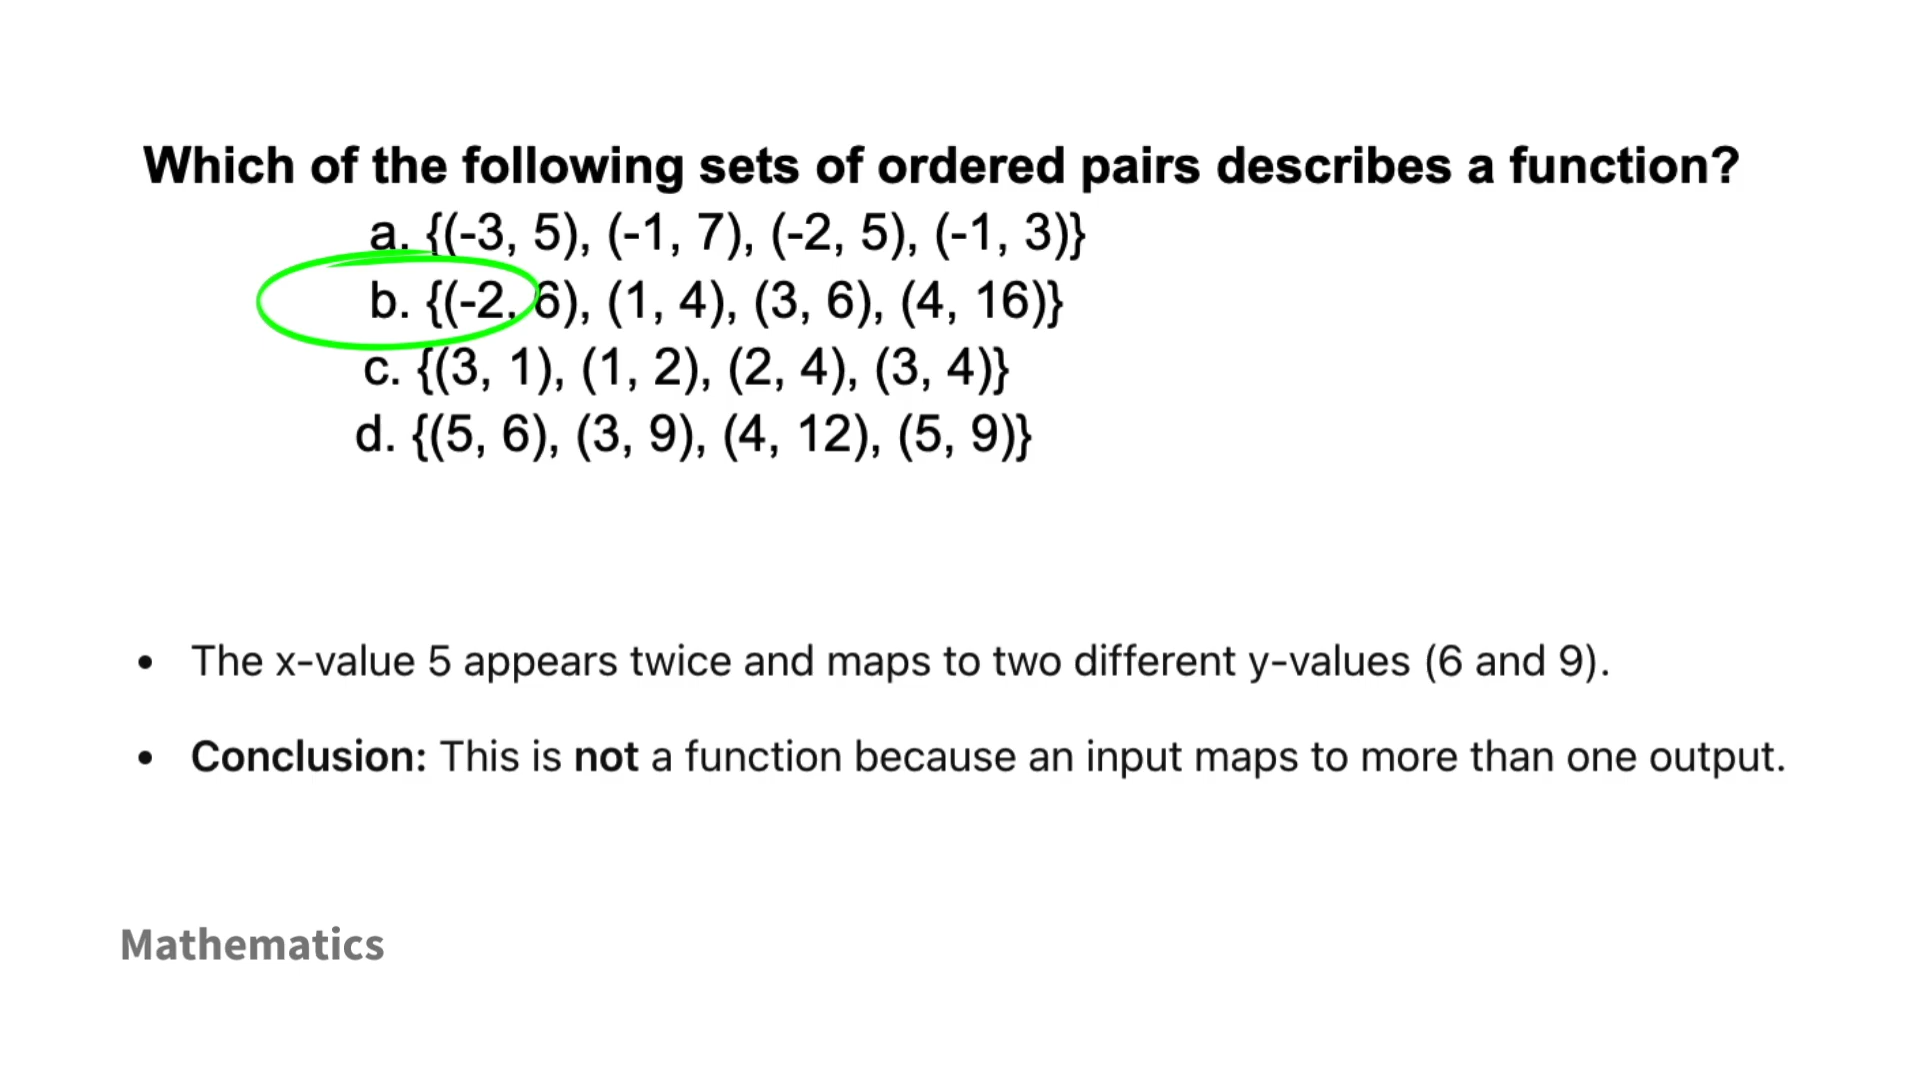 Which of the following sets of ordered pairs describes a function?
a. {(-3, 5), (-1, 7), (-2, 5), (-1, 3)}
b. {(-2, 6), (1, 4), (3, 6), (4, 16)}
c. {(3, 1), (1, 2), (2, 4), (3, 4)}
d. {(5, 6), (3, 9), (4, 12), (5, 9)}
• The x-value 5 appears twice and maps to two different y-values (6 and 9).
• Conclusion: This is not a function because an input maps to more than one output.
Mathematics